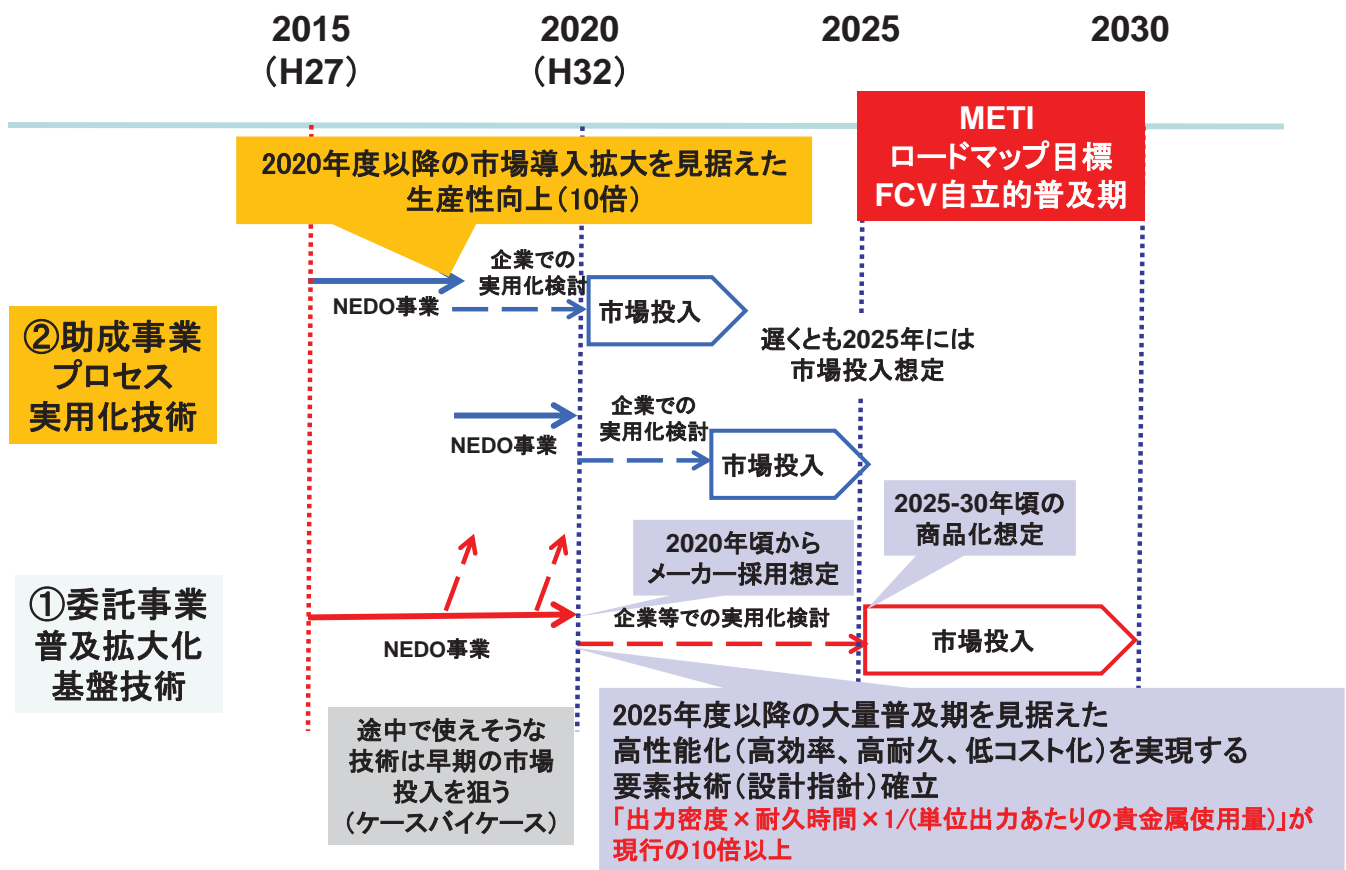 2015
（H27）
2020
（H32）
2025
2030
METI
ロードマップ目標
FCV自立的普及期
2020年度以降の市場導入拡大を見据えた
生産性向上（10倍）
企業での
実用化検討
NEDO事業
市場投入
②助成事業
プロセス
実用化技術
遅くとも2025年には
市場投入想定
企業での
実用化検討
NEDO事業
市場投入
2025-30年頃の
商品化想定
2020年頃から
メーカー採用想定
①委託事業
普及拡大化
基盤技術
企業等での実用化検討
NEDO事業
市場投入
途中で使えそうな
技術は早期の市場
投入を狙う
（ケースバイケース）
2025年度以降の大量普及期を見据えた
高性能化（高効率、高耐久、低コスト化）を実現する
要素技術（設計指針）確立
「出力密度×耐久時間×1/(単位出力あたりの貴金属使用量)」が
現行の10倍以上